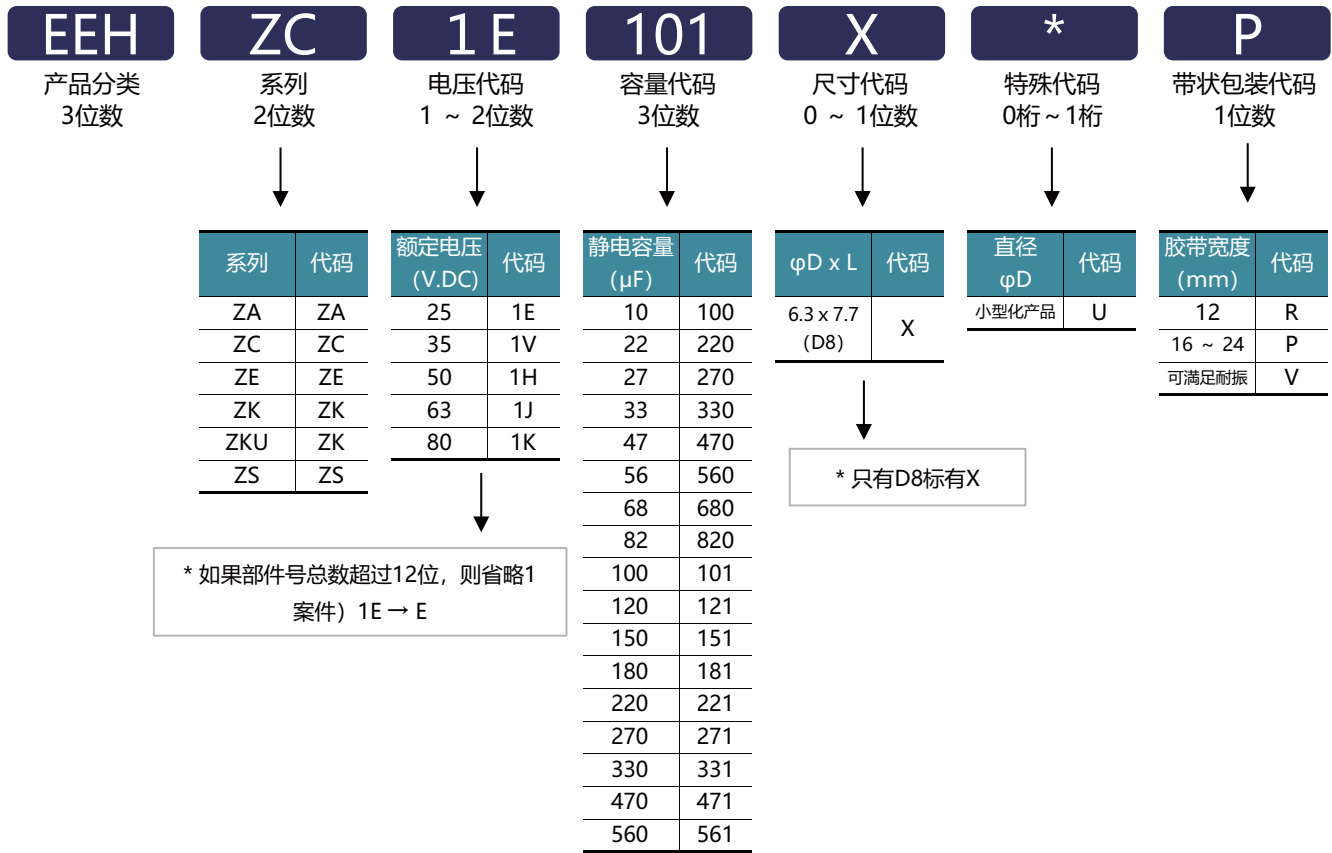 EEH ZC 1E 101 X * P
产品分类 系列 电压代码 容量代码 尺寸代码 特殊代码 带状包装代码
3位数 2位数 1 ~ 2位数 3位数 0 ~ 1位数 0桁~1桁 1位数
系列 代码
ZA ZA
ZC ZC
ZE ZE
ZK ZK
ZKU ZK
ZS ZS
额定电压
(V.DC) 代码
25 1E
35 1V
50 1H
63 1J
80 1K
* 如果部件号总数超过12位，则省略1
案件）1E → E
静电容量
(μF) 代码
10 100
22 220
27 270
33 330
47 470
56 560
68 680
82 820
100 101
120 121
150 151
180 181
220 221
270 271
330 331
470 471
560 561
φD x L 代码
6.3 x 7.7
(D8) X
* 只有D8标有X
直径
φD 代码
小型化产品 U
胶带宽度
(mm) 代码
12 R
16 ~ 24 P
可满足耐振 V